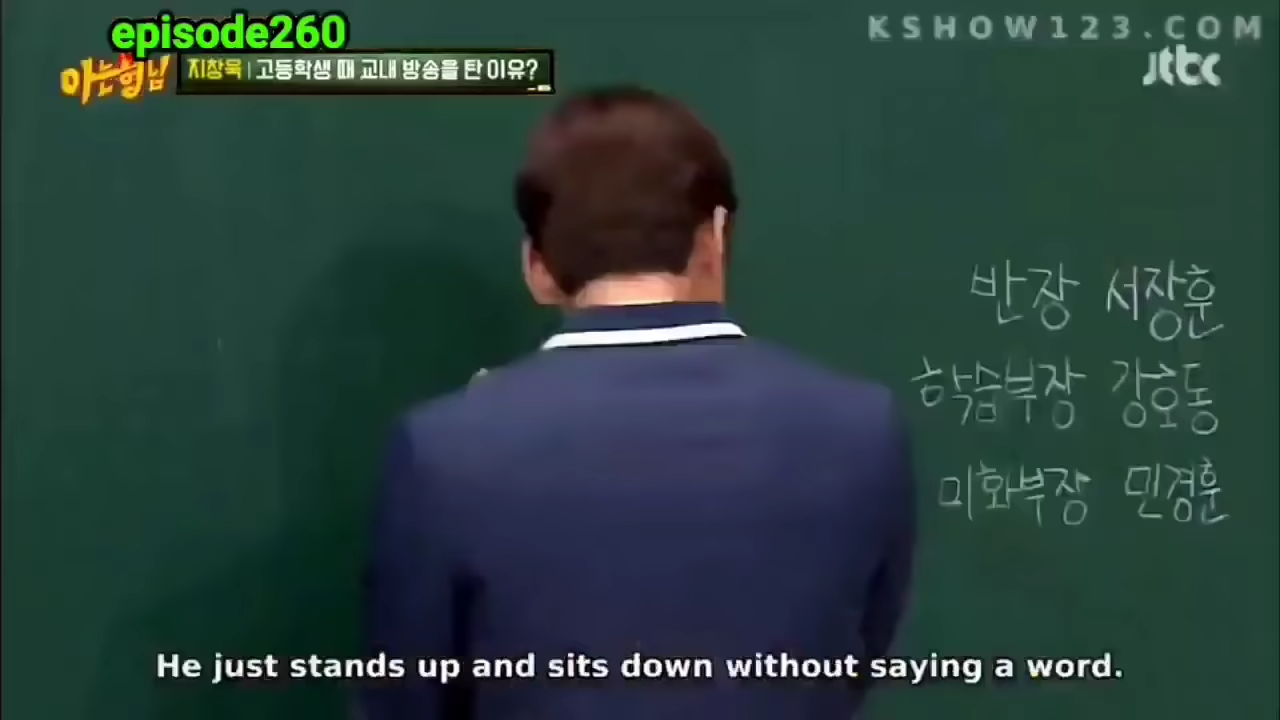 episode260
KSHOW123.COM
아는형님
지창욱 | 고등학생 때 교내 방송을 탄 이유?
jtbc
반장 서장훈
학습부장 강호동
미화부장 민경훈
He just stands up and sits down without saying a word.